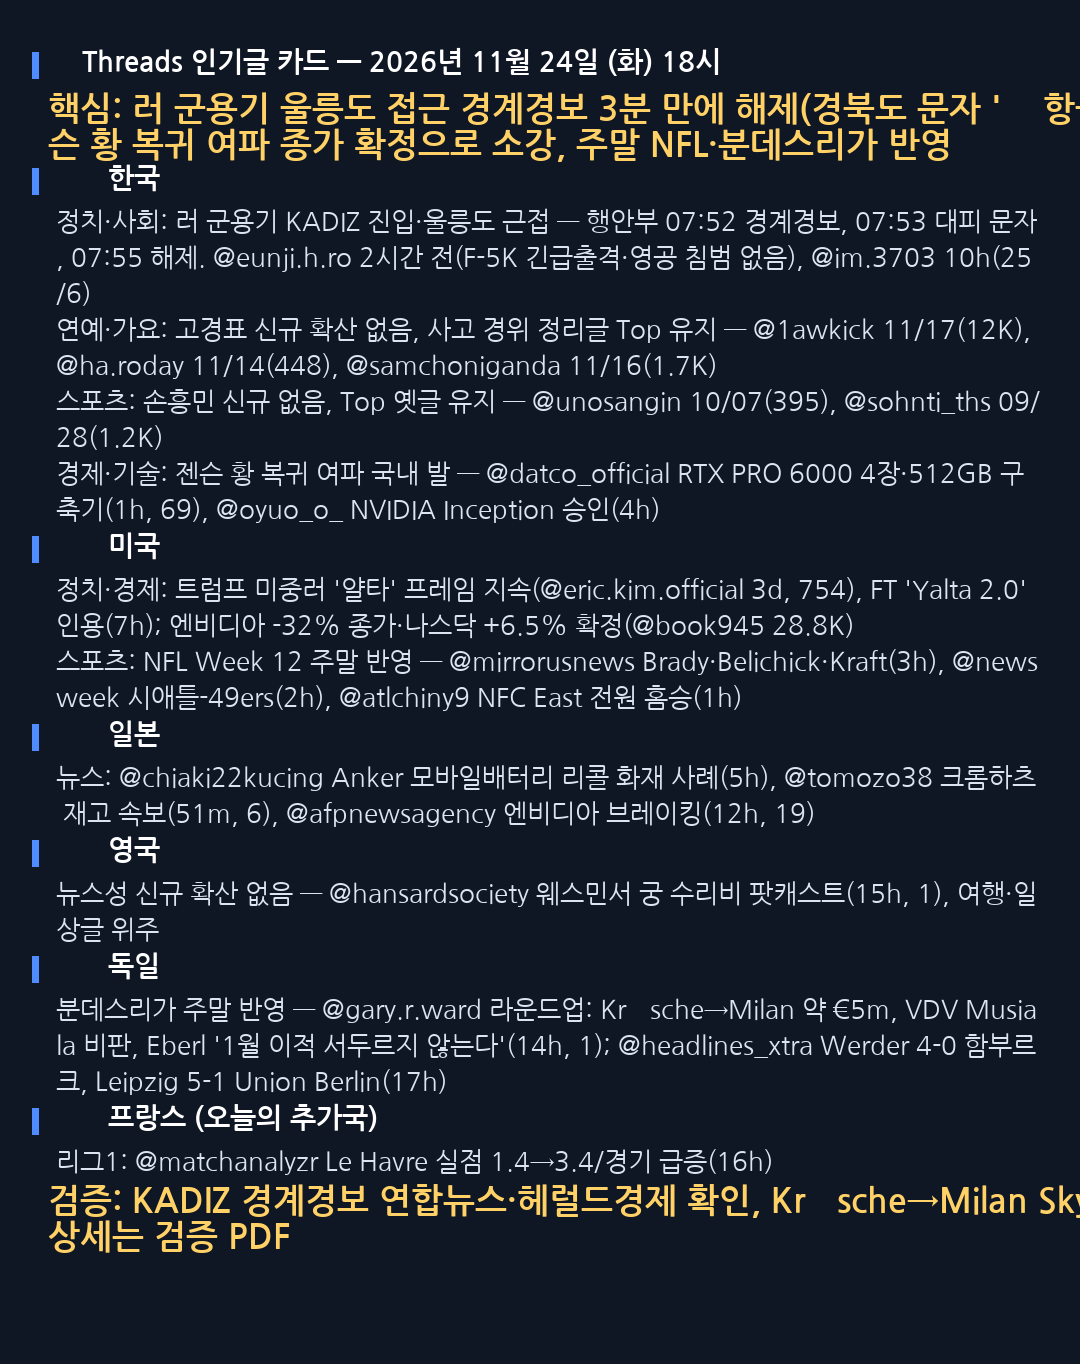 Threads 인기글 카드 — 2026년 11월 24일 (화) 18시
핵심: 러 군용기 울릉도 접근 경계경보 3분 만에 해제(경북도 문자 '
슨 황 복귀 여파 종가 확정으로 소강, 주말 NFL·분데스리가 반영
한국
정치·사회: 러 군용기 KADIZ 진입·울릉도 근접 — 행안부 07:52 경계경보, 07:53 대피 문자
, 07:55 해제. @eunji.h.ro 2시간 전(F-5K 긴급출격·영공 침범 없음), @im.3703 10h(25
/6)
연예·가요: 고경표 신규 확산 없음, 사고 경위 정리글 Top 유지 — @1awkick 11/17(12K),
@ha.roday 11/14(448), @samchoniganda 11/16(1.7K)
스포츠: 손흥민 신규 없음, Top 옛글 유지 — @unosangin 10/07(395), @sohnti_ths 09/
28(1.2K)
경제·기술: 젠슨 황 복귀 여파 국내 발 — @datco_official RTX PRO 6000 4장·512GB 구
축기(1h, 69), @oyuo_o_ NVIDIA Inception 승인(4h)
미국
정치·경제: 트럼프 미중러 '얄타' 프레임 지속(@eric.kim.official 3d, 754), FT 'Yalta 2.0'
인용(7h); 엔비디아 -32% 종가·나스닥 +6.5% 확정(@book945 28.8K)
스포츠: NFL Week 12 주말 반영 — @mirrorusnews Brady·Belichick·Kraft(3h), @news
week 시애틀-49ers(2h), @atlchiny9 NFC East 전원 홈승(1h)
일본
뉴스: @chiaki22kucing Anker 모바일배터리 리콜 화재 사례(5h), @tomozo38 크롬하츠
재고 속보(51m, 6), @afpnewsagency 엔비디아 브레이킹(12h, 19)
영국
뉴스성 신규 확산 없음 — @hansardsociety 웨스민서 궁 수리비 팟캐스트(15h, 1), 여행·일
상글 위주
독일
분데스리가 주말 반영 — @gary.r.ward 라운드업: Kr sche→Milan 약 €5m, VDV Musia
la 비판, Eberl '1월 이적 서두르지 않는다'(14h, 1); @headlines_xtra Werder 4-0 함부르
크, Leipzig 5-1 Union Berlin(17h)
프랑스 (오늘의 추가국)
리그1: @matchanalyzr Le Havre 실점 1.4→3.4/경기 급증(16h)
검증: KADIZ 경계경보 연합뉴스·헤럴드경제 확인, Kr sche→Milan Sky
상세는 검증 PDF